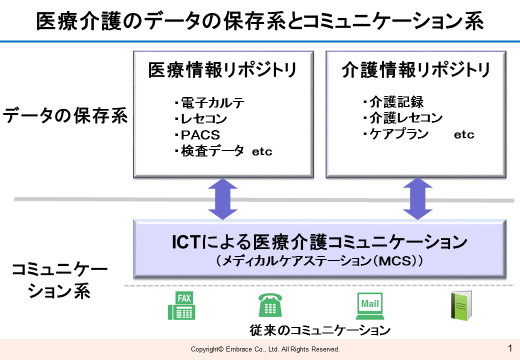 医療介護のデータの保存系とコミュニケーション系
医療情報リポジトリ
・電子カルテ
・レセコン
・PACS
・検査データ etc
介護情報リポジトリ
・介護記録
・介護レセコン
・ケアプラン etc
データの保存系
ICTによる医療介護コミュニケーション
(メディカルケアステーション(MCS))
コミュニケー
ション系
FAX
Mail
従来のコミュニケーション
Copyright© Embrace Co., Ltd. All Rights Reserved.
1